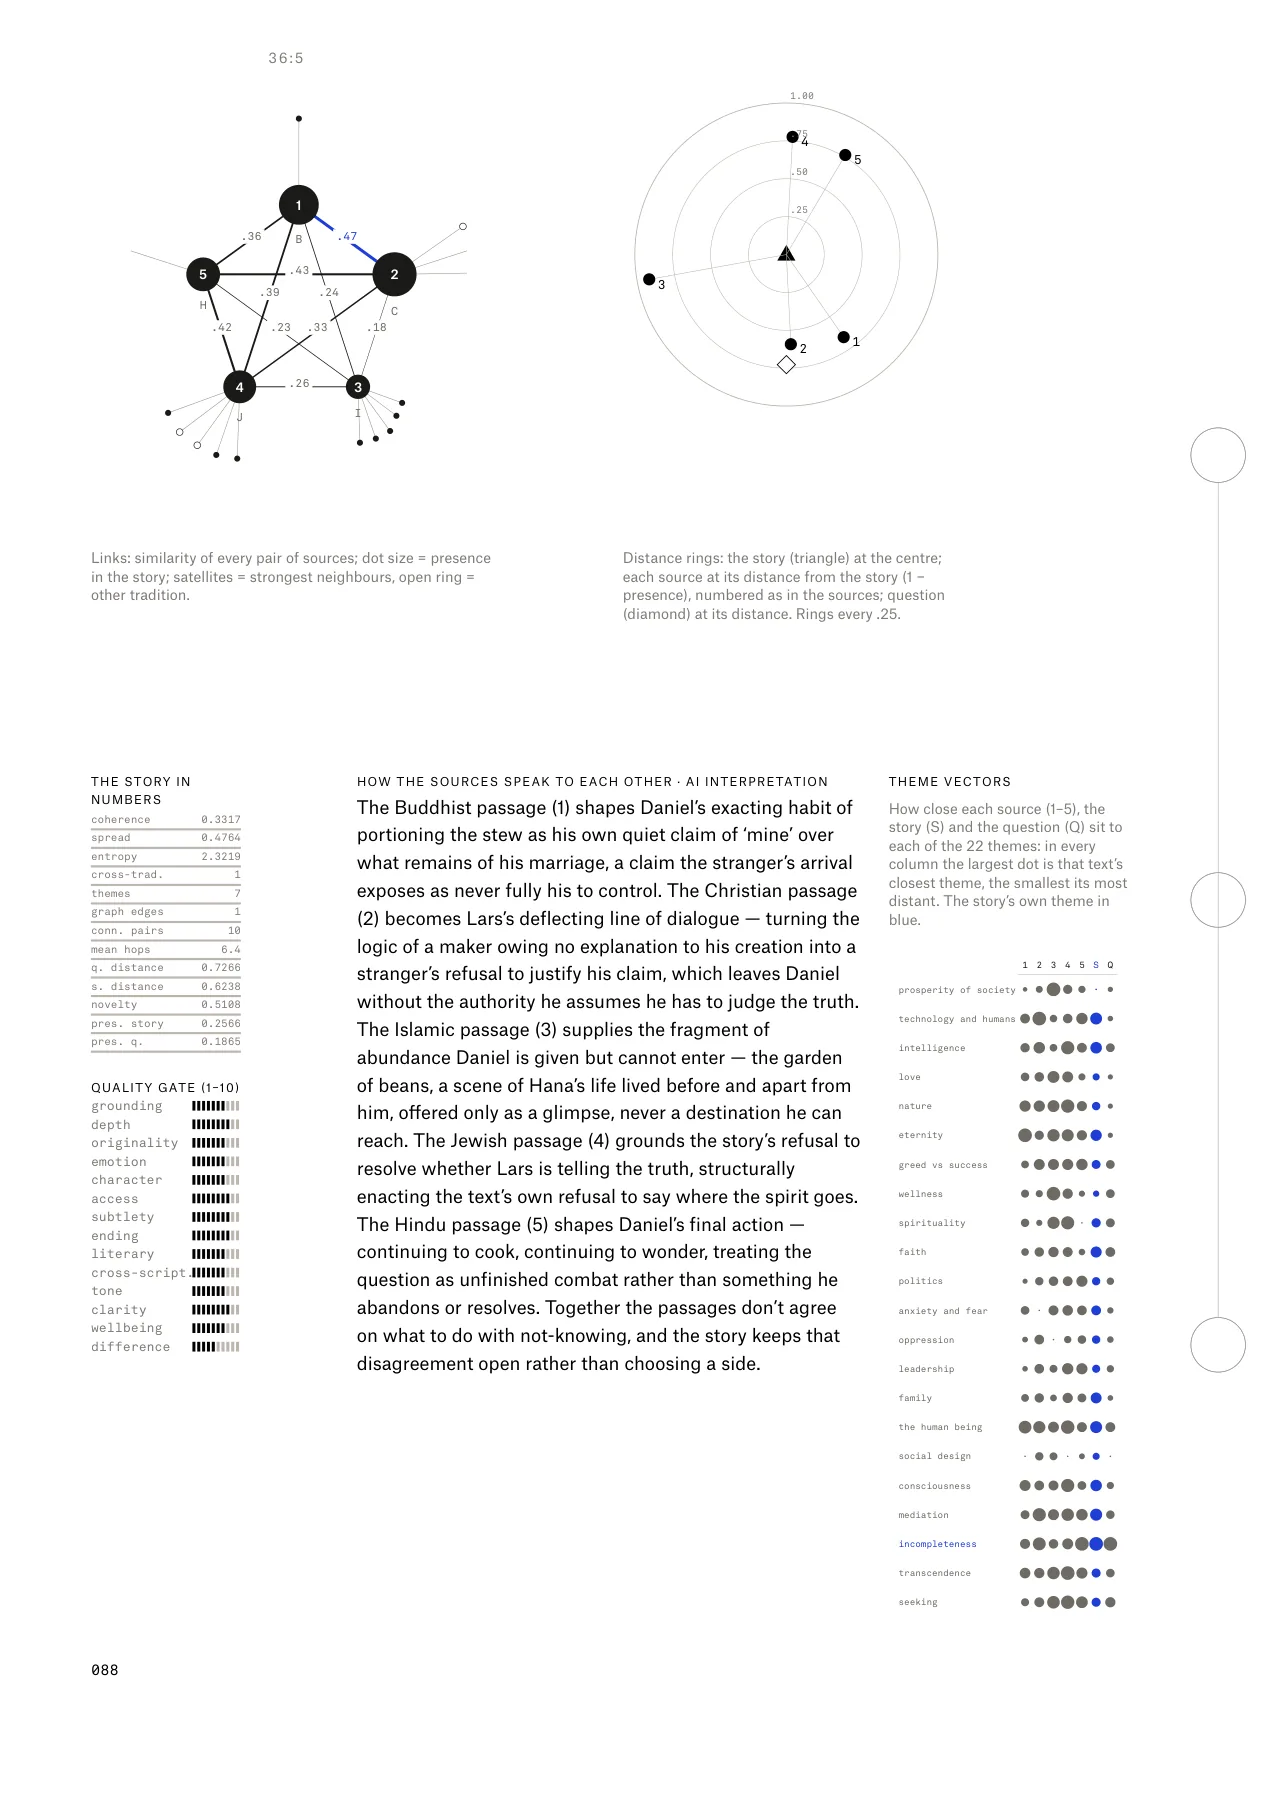 36:5
1
B
.36
.47
5
H
.43
2
C
.39
.24
.42
.23
.33
.18
4
J
.26
3
I
1.00
.75
4
5
.50
.25
3
2
1
Links: similarity of every pair of sources; dot size = presence
in the story; satellites = strongest neighbours, open ring =
other tradition.
Distance rings: the story (triangle) at the centre;
each source at its distance from the story (1 –
presence), numbered as in the sources; question
(diamond) at its distance. Rings every .25.
THE STORY IN
NUMBERS
coherence 0.3317
spread 0.4764
entropy 2.3219
cross-trad. 1
themes 7
graph edges 1
conn. pairs 10
mean hops 6.4
q. distance 0.7266
s. distance 0.6238
novelty 0.5108
pres. story 0.2566
pres. q. 0.1865
QUALITY GATE (1–10)
grounding
depth
originality
emotion
character
access
subtlety
ending
literary
cross-script.
tone
clarity
wellbeing
difference
HOW THE SOURCES SPEAK TO EACH OTHER · AI INTERPRETATION
The Buddhist passage (1) shapes Daniel’s exacting habit of
portioning the stew as his own quiet claim of ‘mine’ over
what remains of his marriage, a claim the stranger’s arrival
exposes as never fully his to control. The Christian passage
(2) becomes Lars’s deflecting line of dialogue — turning the
logic of a maker owing no explanation to his creation into a
stranger’s refusal to justify his claim, which leaves Daniel
without the authority he assumes he has to judge the truth.
The Islamic passage (3) supplies the fragment of
abundance Daniel is given but cannot enter — the garden
of beans, a scene of Hana’s life lived before and apart from
him, offered only as a glimpse, never a destination he can
reach. The Jewish passage (4) grounds the story’s refusal to
resolve whether Lars is telling the truth, structurally
enacting the text’s own refusal to say where the spirit goes.
The Hindu passage (5) shapes Daniel’s final action —
continuing to cook, continuing to wonder, treating the
question as unfinished combat rather than something he
abandons or resolves. Together the passages don’t agree
on what to do with not-knowing, and the story keeps that
disagreement open rather than choosing a side.
THEME VECTORS
How close each source (1–5), the
story (S) and the question (Q) sit to
each of the 22 themes: in every
column the largest dot is that text’s
closest theme, the smallest its most
distant. The story’s own theme in
blue.
1 2 3 4 5 S Q
prosperity of society
technology and humans
intelligence
love
nature
eternity
greed vs success
wellness
spirituality
faith
politics
anxiety and fear
oppression
leadership
family
the human being
social design
consciousness
mediation
incompleteness
transcendence
seeking
088